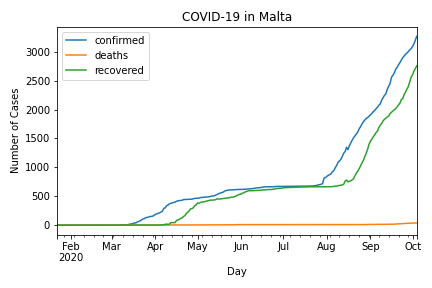 COVID-19 in Malta
confirmed
deaths
recovered
Number of Cases
3000
2500
2000
1500
1000
500
0
Feb Mar Apr May Jun Jul Aug Sep Oct
2020
Day